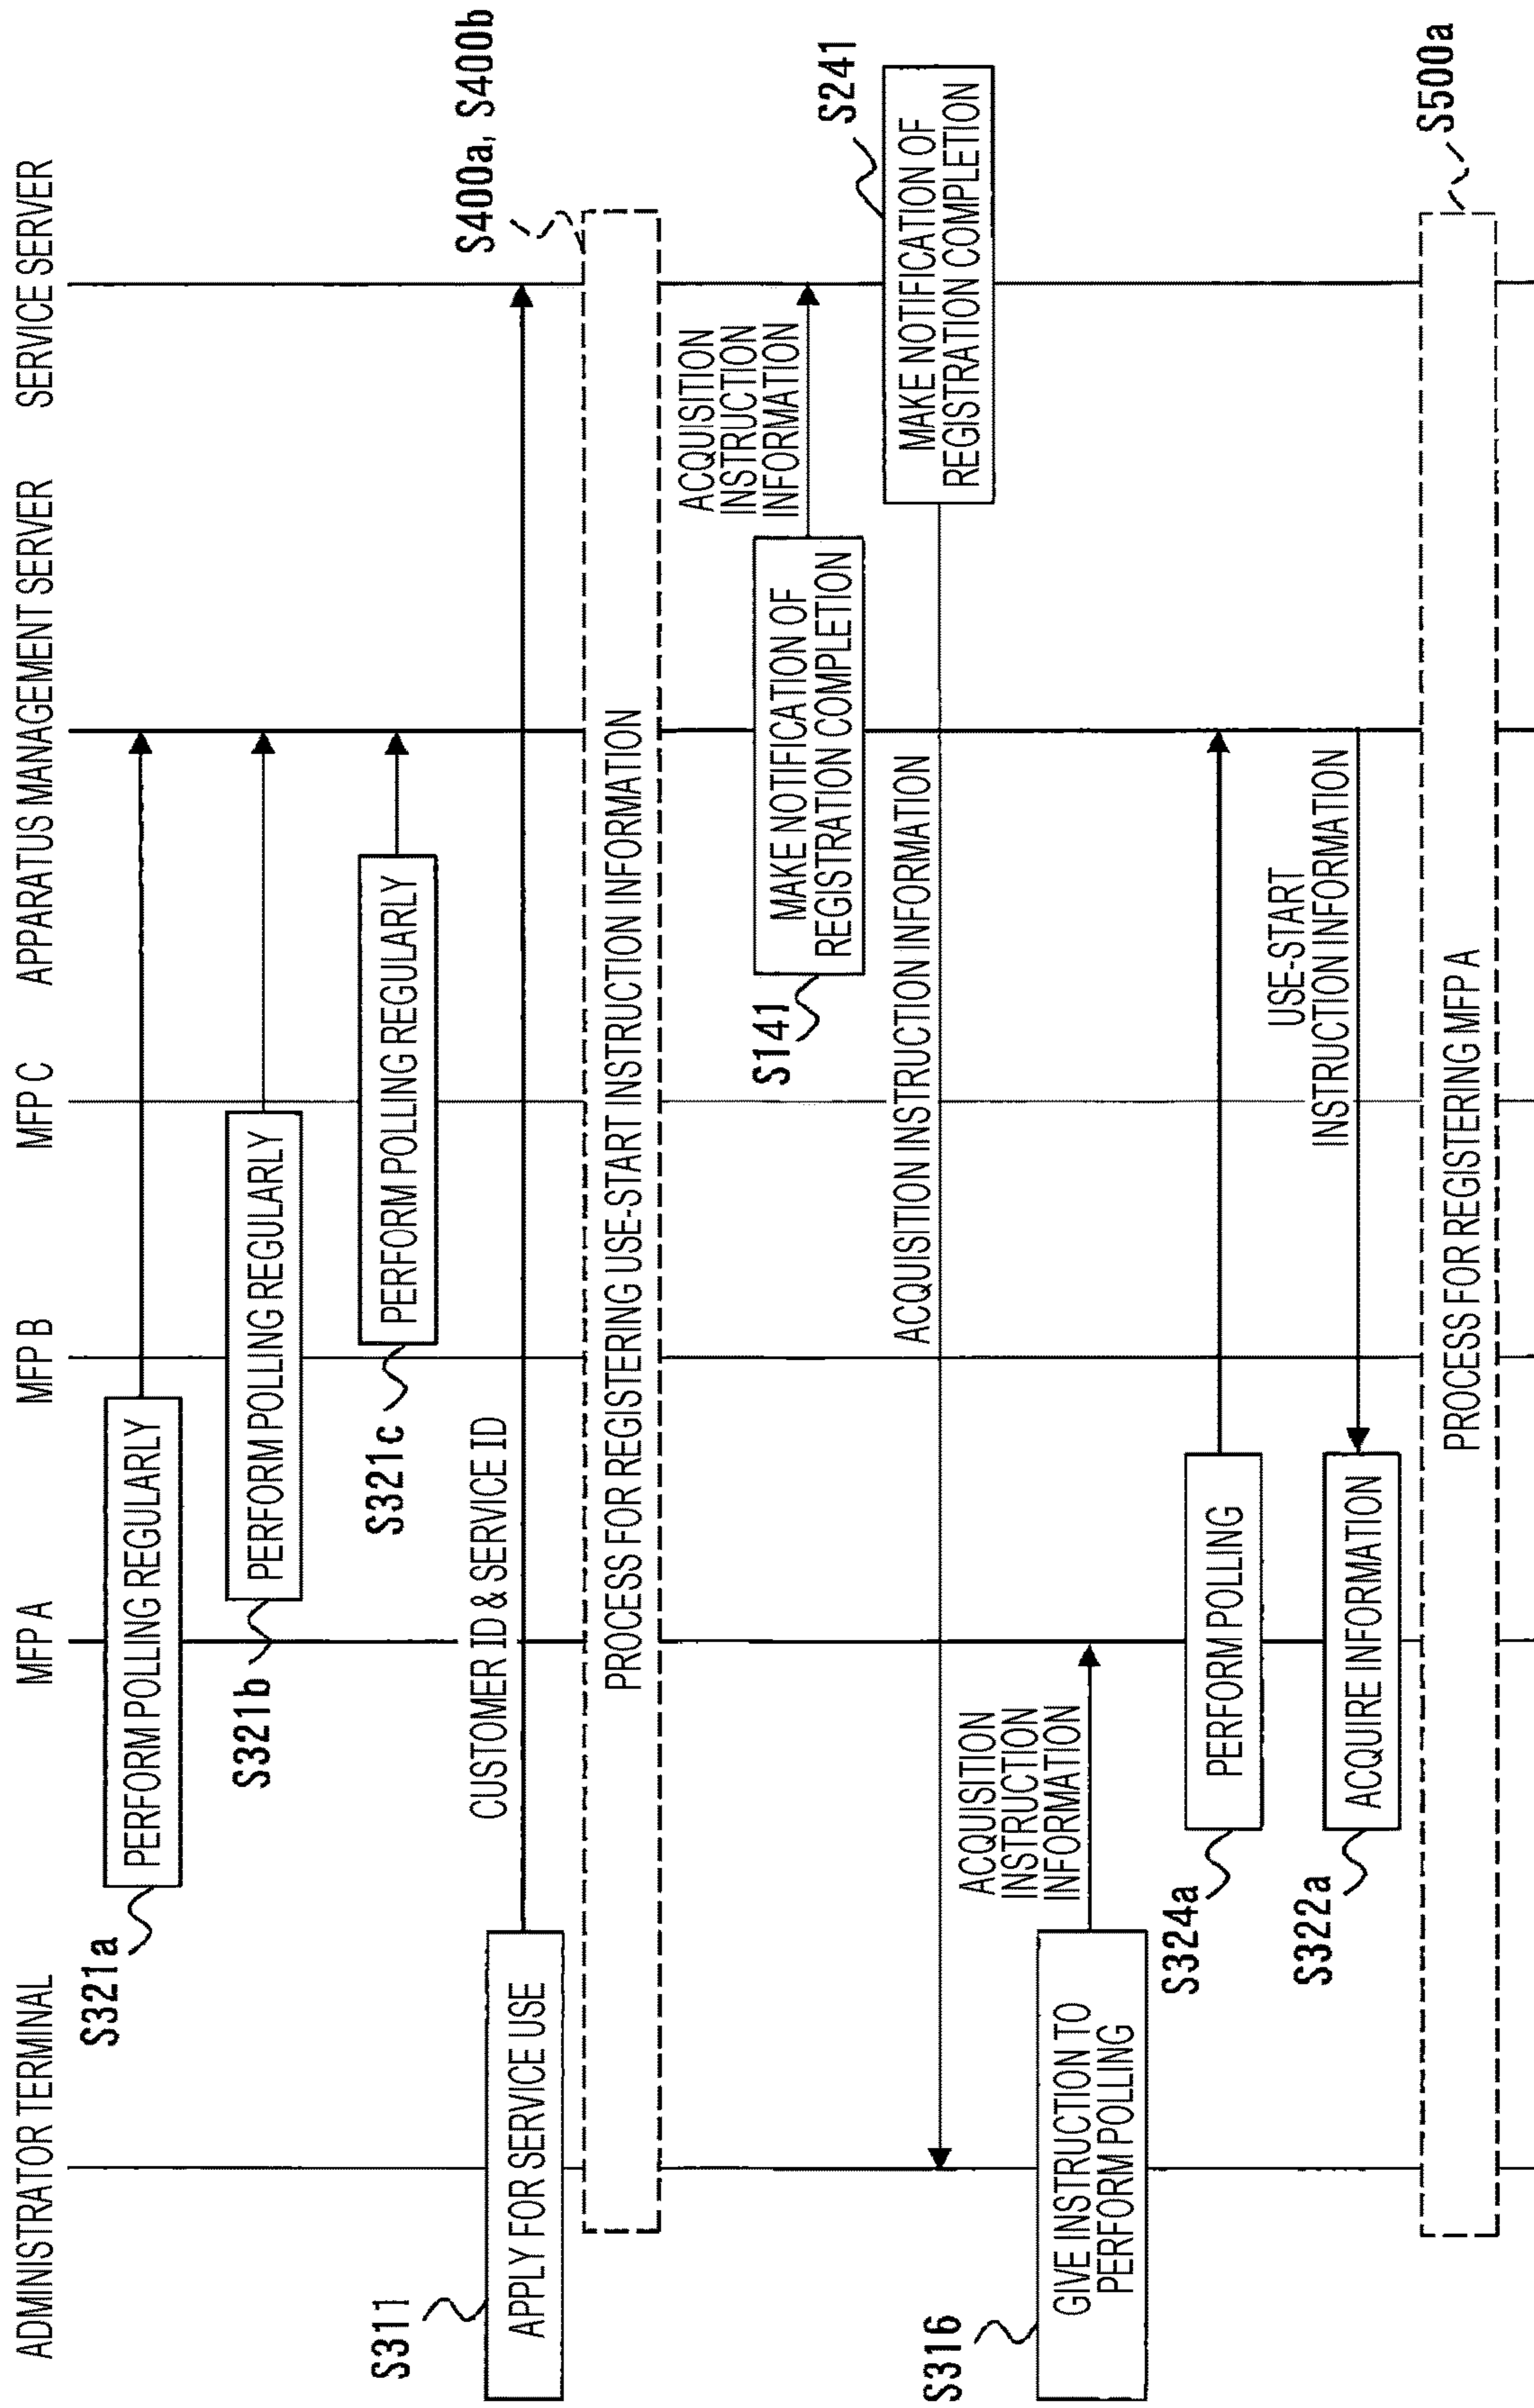 ADMINISTRATOR TERMINAL
MFP A
MFP B
MFP C
APPARATUS MANAGEMENT SERVER
SERVICE SERVER
S321a
PERFORM POLLING REGULARLY
S321b
PERFORM POLLING REGULARLY
S321c
PERFORM POLLING REGULARLY
S311
APPLY FOR SERVICE USE
CUSTOMER ID & SERVICE ID
S400a, S400b
PROCESS FOR REGISTERING USE-START INSTRUCTION INFORMATION
S141
MAKE NOTIFICATION OF
REGISTRATION COMPLETION
ACQUISITION
INSTRUCTION
INFORMATION
S241
MAKE NOTIFICATION OF
REGISTRATION COMPLETION
ACQUISITION INSTRUCTION INFORMATION
S316
GIVE INSTRUCTION TO
PERFORM POLLING
ACQUISITION
INSTRUCTION
INFORMATION
S324a
PERFORM POLLING
S322a
ACQUIRE INFORMATION
USE-START
INSTRUCTION INFORMATION
S500a
PROCESS FOR REGISTERING MFP A